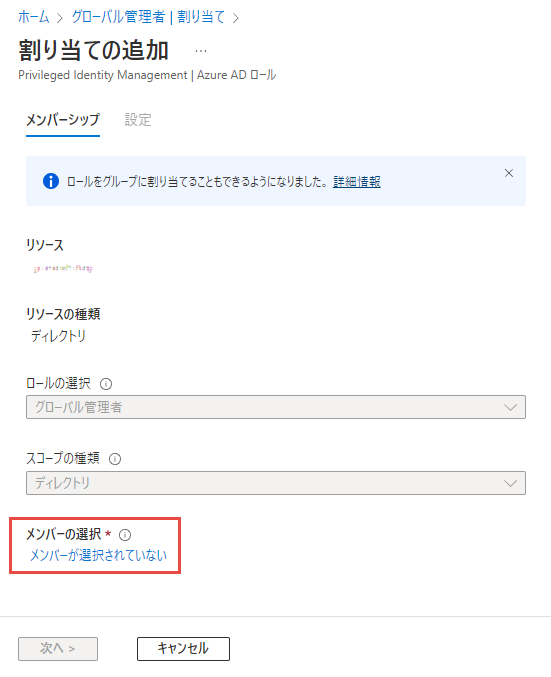 ホーム > グローバル管理者 | 割り当て >
割り当ての追加 …
Privileged Identity Management | Azure AD ロール
メンバーシップ 設定
ロールをグループに割り当てることもできるようになりました。 詳細情報
リソース
リソースの種類
ディレクトリ
ロールの選択
グローバル管理者
スコープの種類
ディレクトリ
メンバーの選択 *
メンバーが選択されていない
次へ > キャンセル